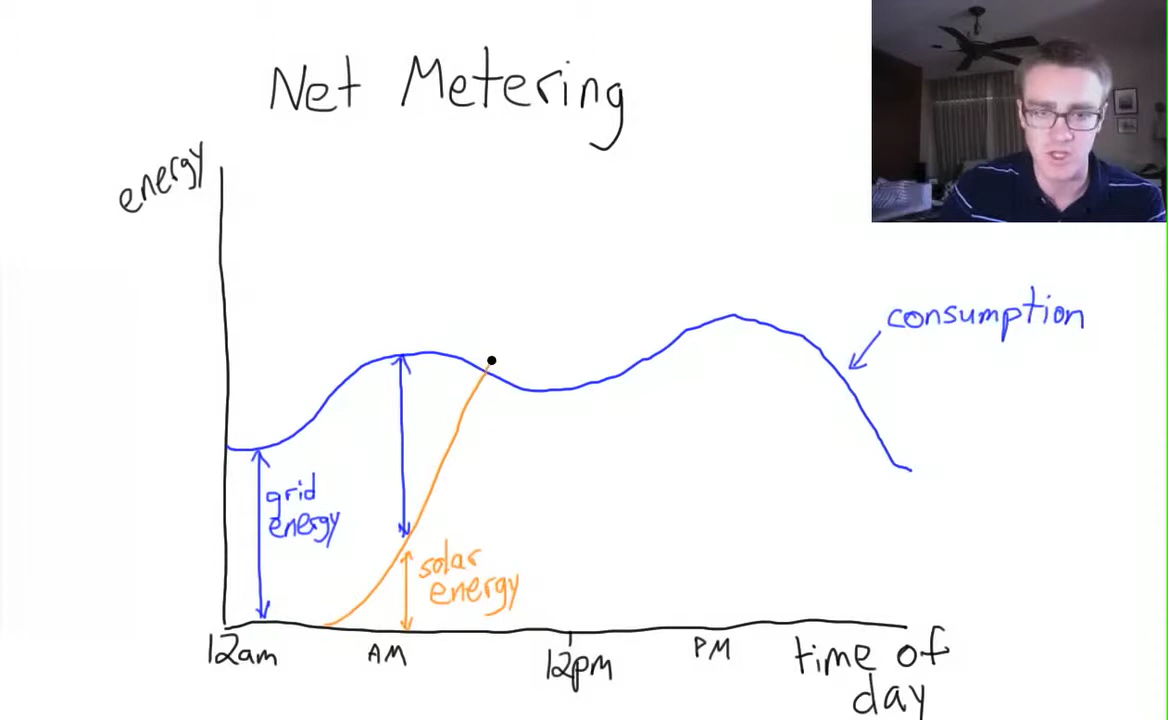 Net Metering
energy
consumption
grid
energy
solar
energy
12am
AM
12pm
PM
time of
day